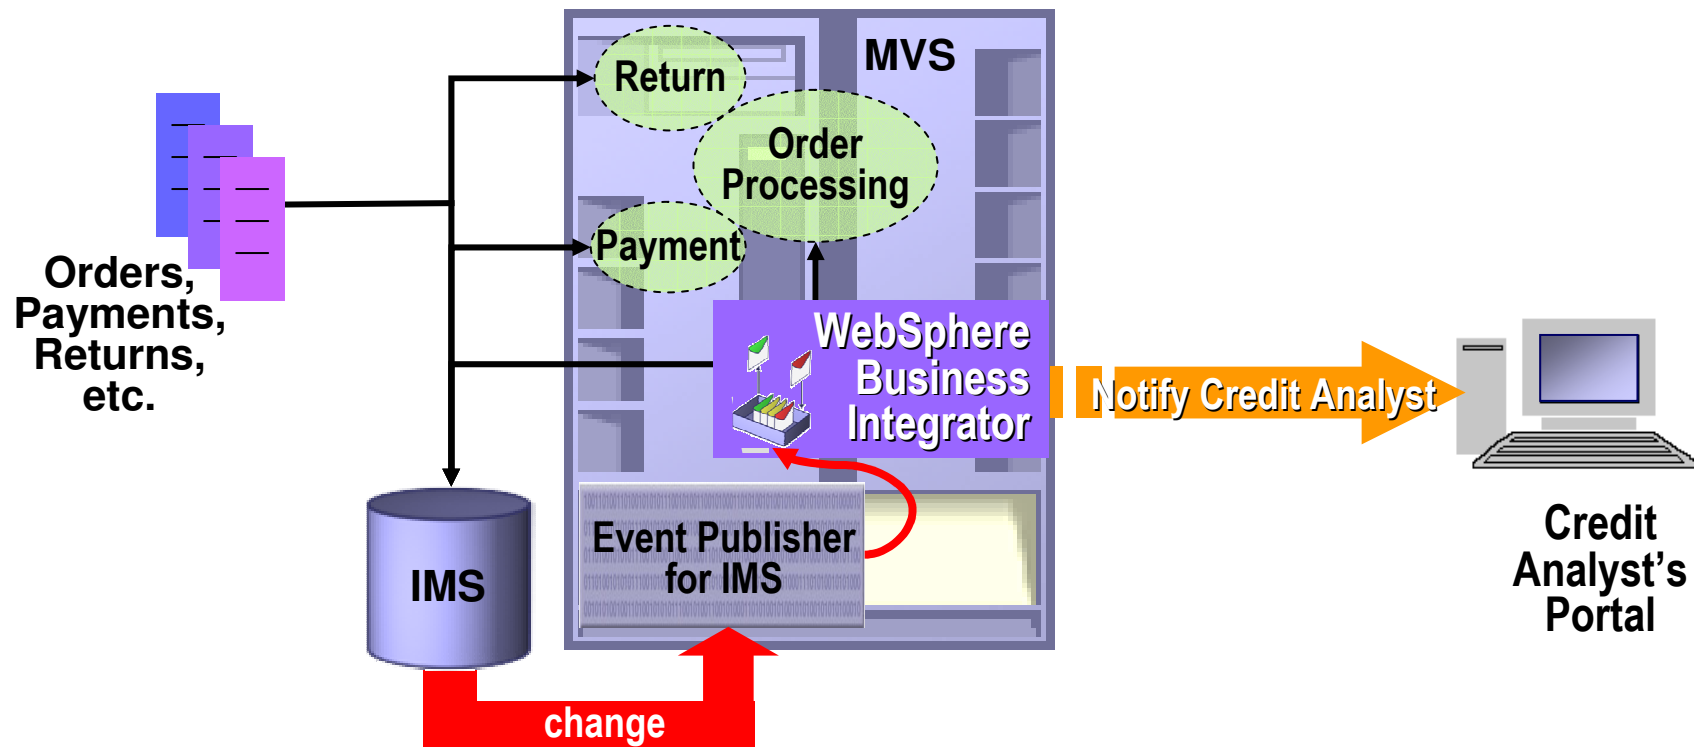 MVS
Return
Order
Processing
Payment
Orders,
Payments,
Returns,
etc.
WebSphere
Business
Integrator
Notify Credit Analyst
Event Publisher
for IMS
IMS
Credit
Analyst's
Portal
change